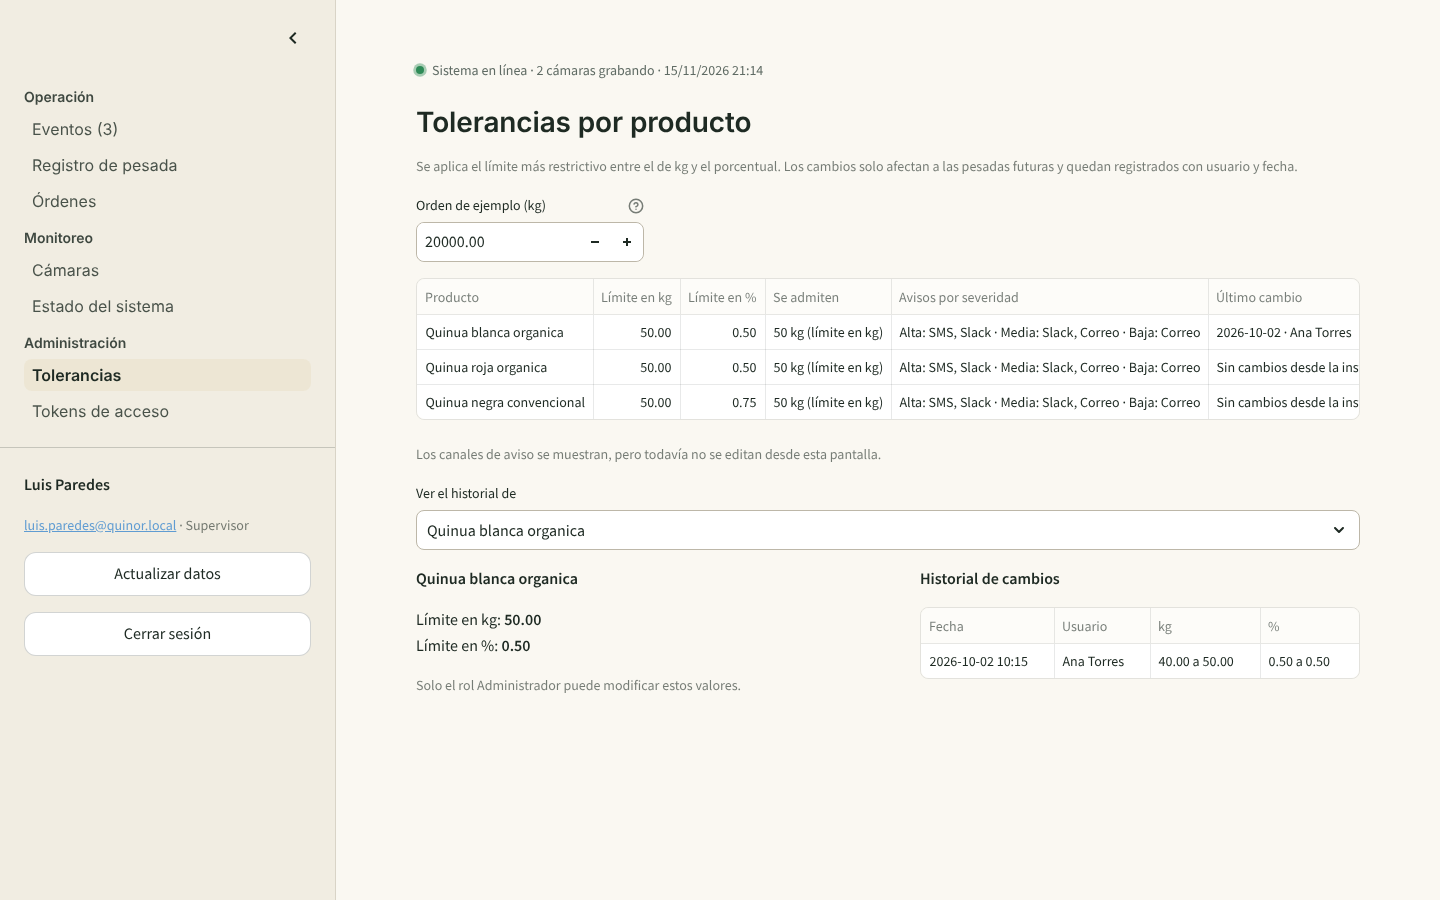 Operación
Eventos (3)
Registro de pesada
Órdenes
Monitoreo
Cámaras
Estado del sistema
Administración
Tolerancias
Tokens de acceso
Luis Paredes
luis.paredes@quinor.local · Supervisor
Actualizar datos
Cerrar sesión
Sistema en línea · 2 cámaras grabando · 15/11/2026 21:14
Tolerancias por producto
Se aplica el límite más restrictivo entre el de kg y el porcentual. Los cambios solo afectan a las pesadas futuras y quedan registrados con usuario y fecha.
Orden de ejemplo (kg)
20000.00
Producto Límite en kg Límite en % Se admiten Avisos por severidad Último cambio
Quinua blanca organica 50.00 0.50 50 kg (límite en kg) Alta: SMS, Slack · Media: Slack, Correo · Baja: Correo 2026-10-02 · Ana Torres
Quinua roja organica 50.00 0.50 50 kg (límite en kg) Alta: SMS, Slack · Media: Slack, Correo · Baja: Correo Sin cambios desde la ins
Quinua negra convencional 50.00 0.75 50 kg (límite en kg) Alta: SMS, Slack · Media: Slack, Correo · Baja: Correo Sin cambios desde la ins
Los canales de aviso se muestran, pero todavía no se editan desde esta pantalla.
Ver el historial de
Quinua blanca organica
Quinua blanca organica
Límite en kg: 50.00
Límite en %: 0.50
Solo el rol Administrador puede modificar estos valores.
Historial de cambios
Fecha Usuario kg %
2026-10-02 10:15 Ana Torres 40.00 a 50.00 0.50 a 0.50